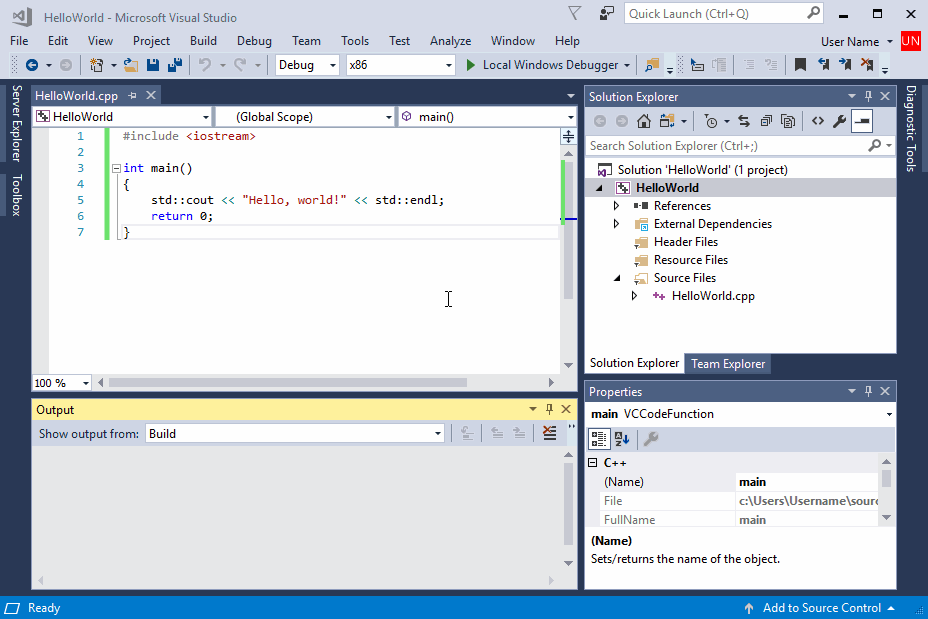 HelloWorld - Microsoft Visual Studio
Quick Launch (Ctrl+Q)
File Edit View Project Build Debug Team Tools Test Analyze Window Help
User Name UN
Debug x86 Local Windows Debugger
Server Explorer
Toolbox
HelloWorld.cpp
HelloWorld (Global Scope) main()
1 #include <iostream>
2
3 int main()
4 {
5 std::cout << "Hello, world!" << std::endl;
6 return 0;
7 }
100 %
Output
Show output from: Build
Solution Explorer
Search Solution Explorer (Ctrl+;)
Solution 'HelloWorld' (1 project)
HelloWorld
References
External Dependencies
Header Files
Resource Files
Source Files
HelloWorld.cpp
Solution Explorer Team Explorer
Properties
main VCCodeFunction
C++
(Name) main
File c:\Users\Username\sourc
FullName main
(Name)
Sets/returns the name of the object.
Diagnostic Tools
Ready
Add to Source Control